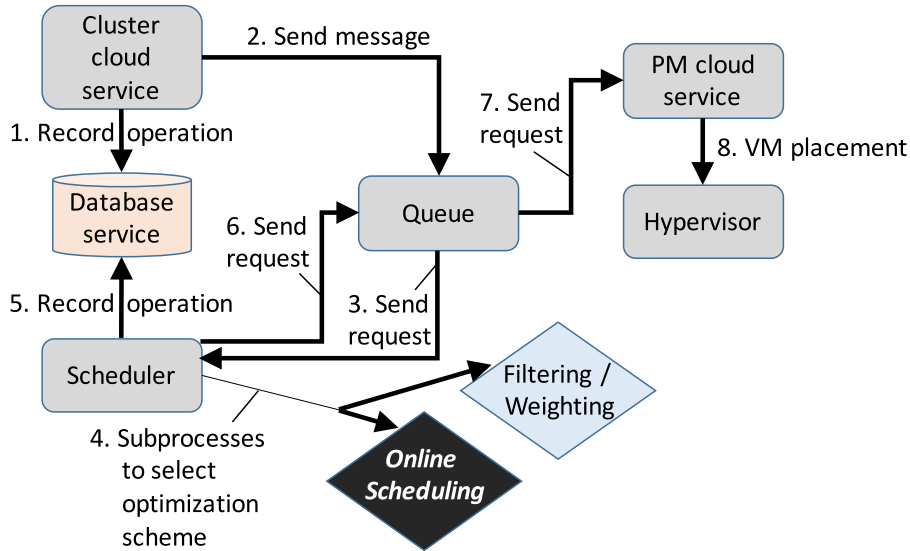 Cluster
cloud
service
2. Send message
PM cloud
service
7. Send
request
1. Record operation
8. VM placement
Database
service
Queue
Hypervisor
6. Send
request
5. Record operation
3. Send
request
Scheduler
Filtering /
Weighting
4. Subprocesses
to select
optimization
scheme
Online
Scheduling